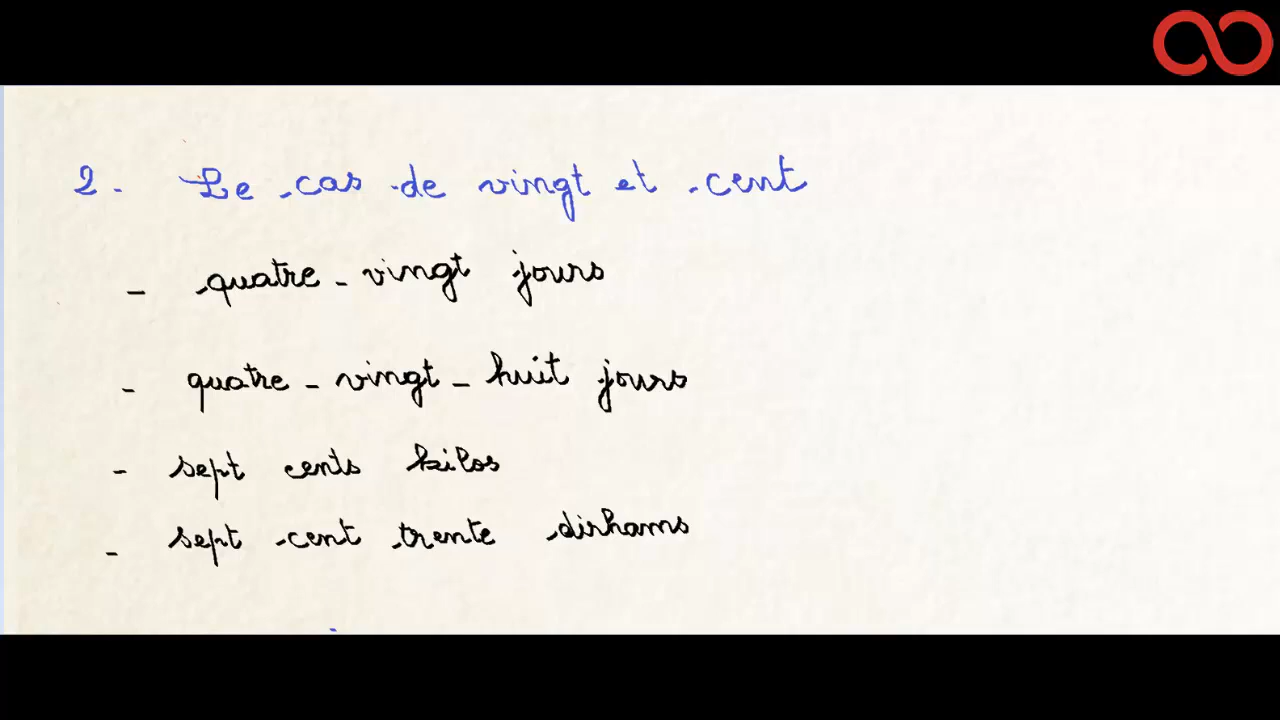 2. Le cas de vingt et cent
- quatre-vingt jours
- quatre-vingt-huit jours
- sept cents kilos
- sept cent trente dirhams